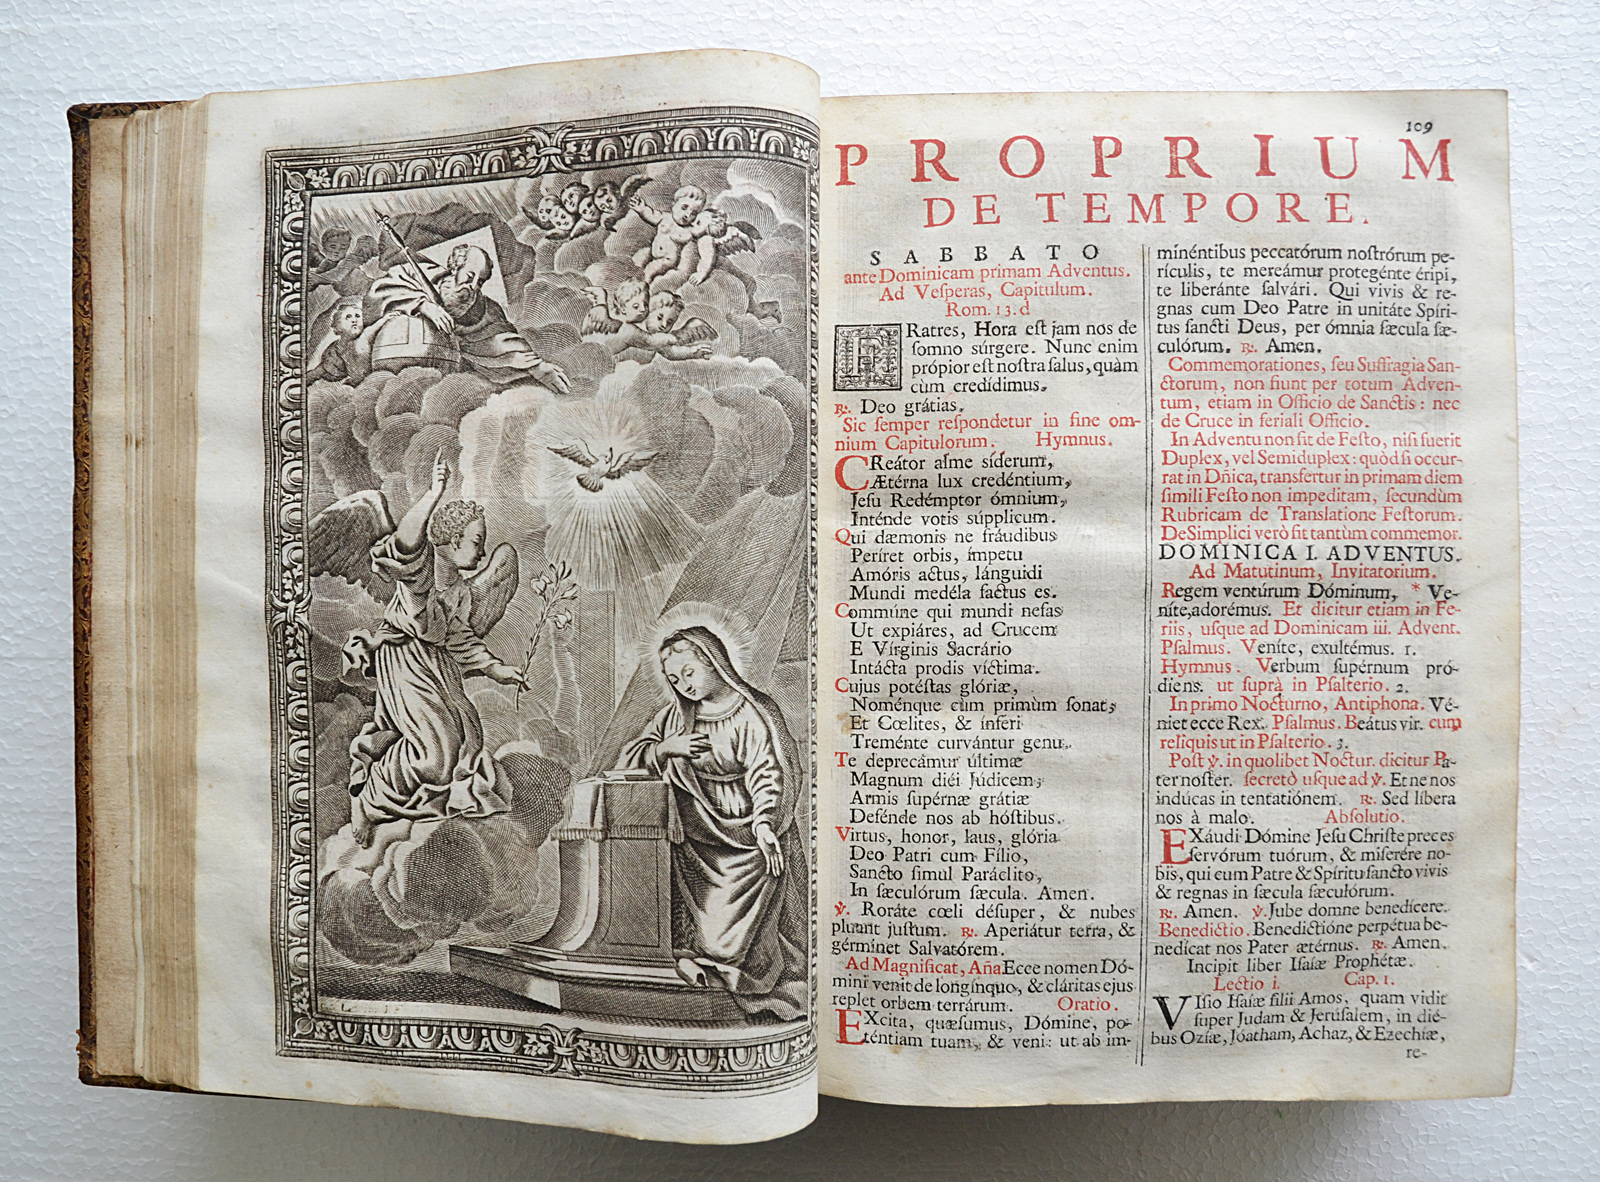 109
PROPRIUM
DE TEMPORE.
SABBATO
ante Dominicam primam Adventus.
Ad Veſperas, Capitulum.
Rom. 13. d
FRatres, Hora eſt jam nos de
ſomno súrgere. Nunc enim
própior eſt noſtra ſalus, quàm
cùm credídimus.
℟. Deo grátias.
Sic ſemper reſpondetur in fine om-
nium Capitulorum. Hymnus.
CReátor alme síderum,
Ætérna lux credéntium,
Jeſu Redémptor ómnium,
Inténde votis súpplicum.
Qui dæmonis ne fráudibus
Períret orbis, ímpetu
Amóris actus, lánguidi
Mundi medéla factus es.
Commúne qui mundi nefas
Ut expiáres, ad Crucem
E Vírginis Sacrário
Intácta prodis víctima.
Cujus potéſtas glóriæ,
Noménque cùm primùm ſonat,
Et Cœlites, & ínferi
Treménte curvántur genu.
Te deprecámur últimæ
Magnum diéi Júdicem,
Armis ſupérnæ grátiæ
Defénde nos ab hóſtibus.
Virtus, honor, laus, glória
Deo Patri cum Fílio,
Sancto ſimul Paráclito,
In ſæculórum ſæcula. Amen.
℣. Roráte cœli déſuper, & nubes
pluant juſtum. ℟. Aperiátur terra, &
gérminet Salvatórem.
Ad Magnificat, Aña Ecce nomen Dó-
mini venit de longínquo, & cláritas ejus
replet orbem terrárum. Oratio.
EXcita, quæſumus, Dómine, po-
téntiam tuam, & veni: ut ab im-
minéntibus peccatórum noſtrórum pe-
rículis, te mereámur protegénte éripi,
te liberánte ſalvári. Qui vivis & re-
gnas cum Deo Patre in unitáte Spíri-
tus ſancti Deus, per ómnia ſæcula ſæ-
culórum. ℟. Amen.
Commemorationes, ſeu Suffragia San-
ctorum, non fiunt per totum Adven-
tum, etiam in Officio de Sanctis: nec
de Cruce in feriali Officio.
In Adventu non fit de Feſto, niſi fuerit
Duplex, vel Semiduplex: quòd ſi occur-
rat in Dñica, transfertur in primam diem
ſimili Feſto non impeditam, ſecundùm
Rubricam de Translatione Feſtorum.
De Simplici verò fit tantùm commemor.
DOMINICA I. ADVENTUS.
Ad Matutinum, Invitatorium.
Regem ventúrum Dóminum, * Ve-
níte, adorémus. Et dicitur etiam in Fe-
riis, uſque ad Dominicam iii. Advent.
Pſalmus. Veníte, exultémus. 1.
Hymnus. Verbum ſupérnum pró-
diens. ut ſuprà in Pſalterio. 2.
In primo Nocturno, Antiphona. Vé-
niet ecce Rex. Pſalmus. Beátus vir. cum
reliquis ut in Pſalterio. 3.
Poſt ℣. in quolibet Noctur. dicitur Pa-
ter noſter. ſecretò uſque ad ℣. Et ne nos
indúcas in tentatiónem. ℟. Sed líbera
nos à malo. Abſolutio.
EXáudi Dómine Jeſu Chriſte preces
ſervórum tuórum, & miſerére no-
bis, qui cum Patre & Spíritu ſancto vivis
& regnas in ſæcula ſæculórum.
℟. Amen. ℣. Jube domne benedícere.
Benedictio. Benedictióne perpétua be-
nedícat nos Pater ætérnus. ℟. Amen.
Incipit liber Iſaíæ Prophétæ.
Lectio i. Cap. 1.
VIſio Iſaíæ filii Amos, quam vidit
ſuper Judam & Jerúſalem, in dié-
bus Ozíæ, Jóatham, Achaz, & Ezechíæ,
re-